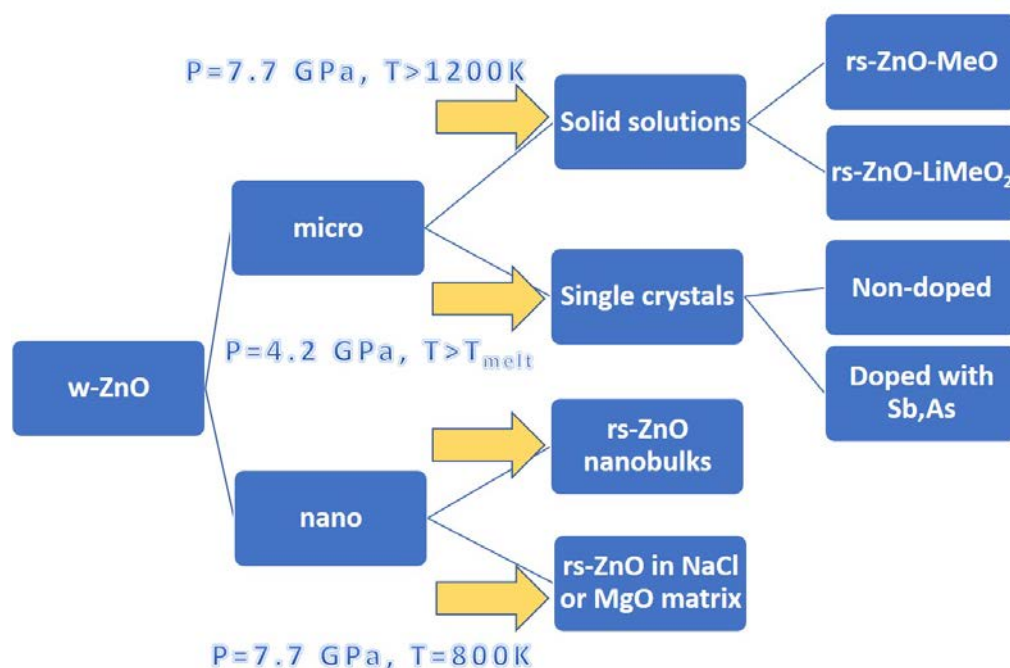 P=7.7 GPa, T>1200K
Solid solutions
rs-ZnO-MeO
rs-ZnO-LiMeO₂
micro
Single crystals
Non-doped
P=4.2 GPa, T>Tmelt
w-ZnO
Doped with
Sb,As
rs-ZnO
nanobulks
nano
rs-ZnO in NaCl
or MgO matrix
P=7.7 GPa, T=800K